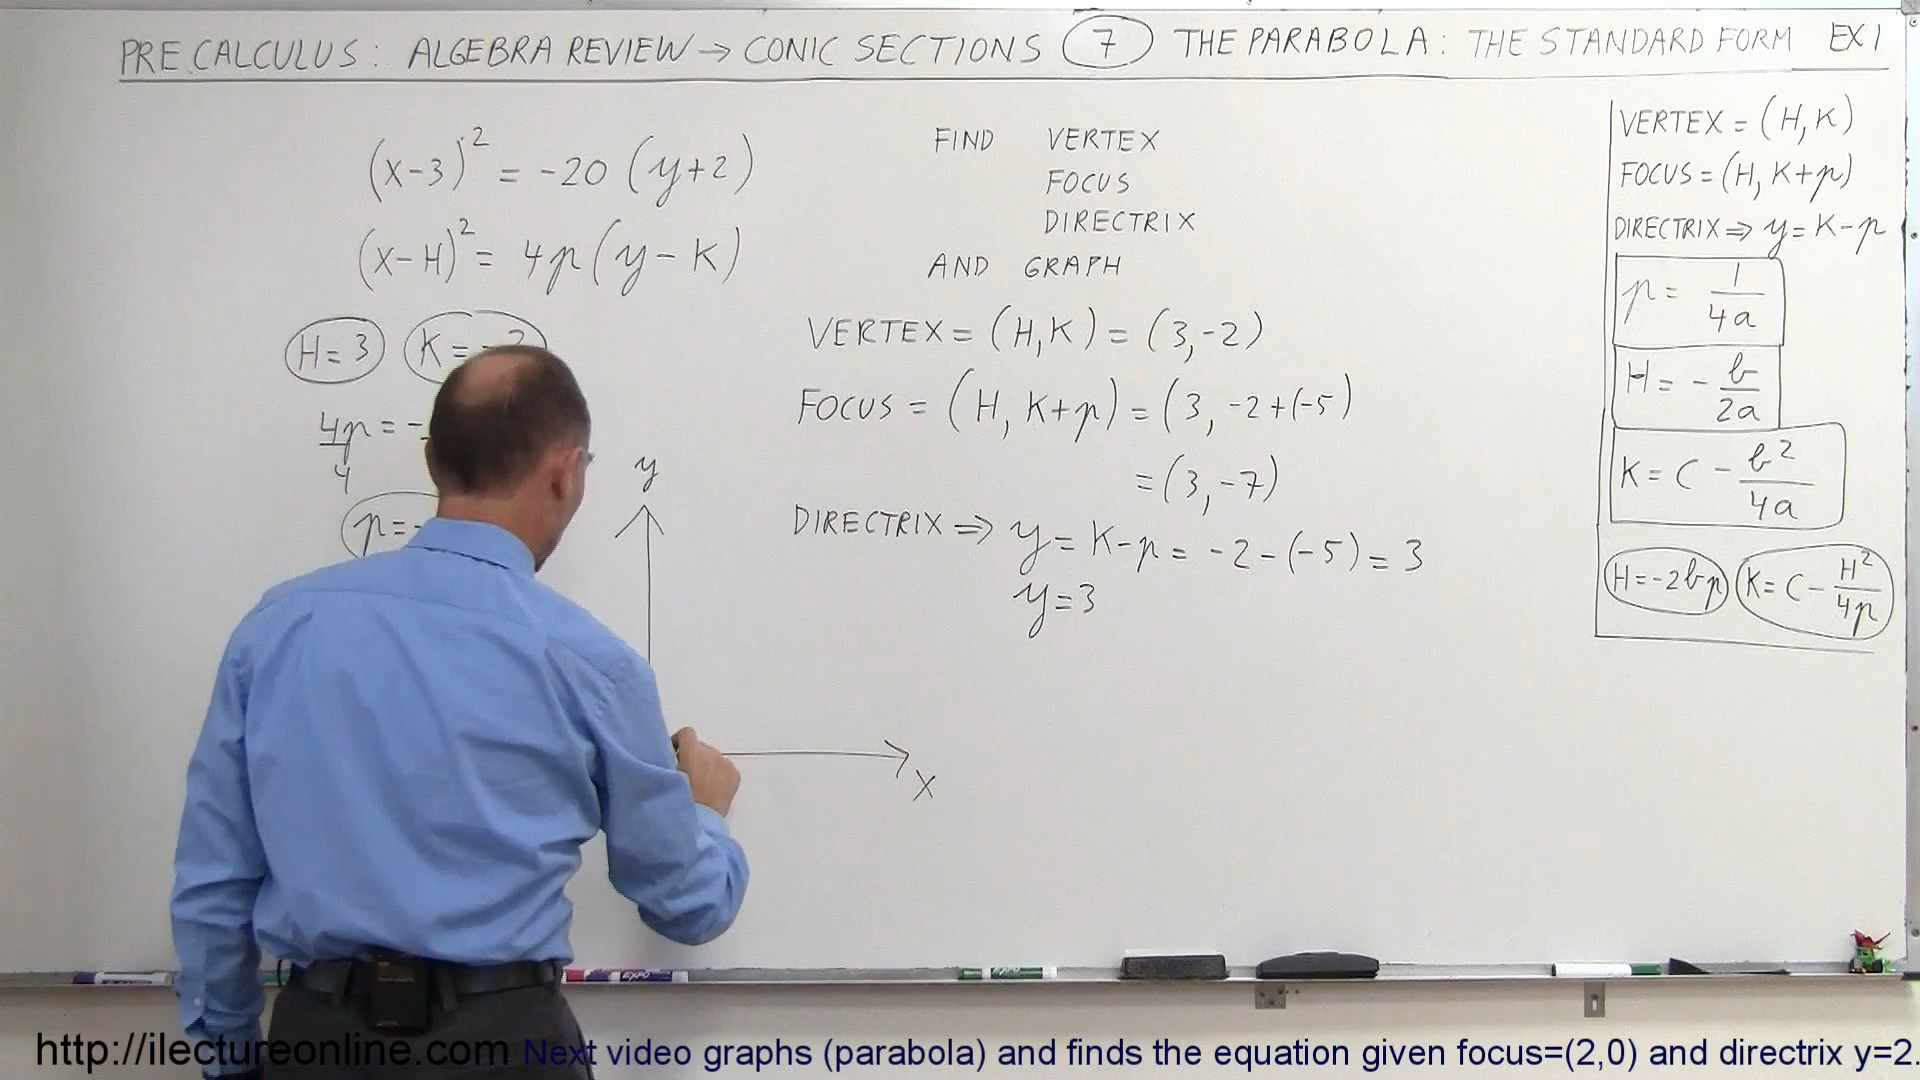 PRE CALCULUS: ALGEBRA REVIEW → CONIC SECTIONS 7 THE PARABOLA: THE STANDARD FORM EX 1
(x-3)² = -20 (y+2)
(x-H)² = 4p(y-K)
H=3 K=-2
4p=-
4
p=-
y
x
FIND VERTEX
FOCUS
DIRECTRIX
AND GRAPH
VERTEX = (H,K) = (3,-2)
FOCUS = (H, K+p) = (3, -2+(-5)
=(3,-7)
DIRECTRIX ⇒ y = K-p = -2-(-5) = 3
y=3
VERTEX = (H,K)
FOCUS = (H, K+p)
DIRECTRIX ⇒ y=K-p
p = 1/4a
H = - b/2a
K = C - b²/4a
H=-2bp K=C- H²/4p
EXPO
http://ilectureonline.com Next video graphs (parabola) and finds the equation given focus=(2,0) and directrix y=2.